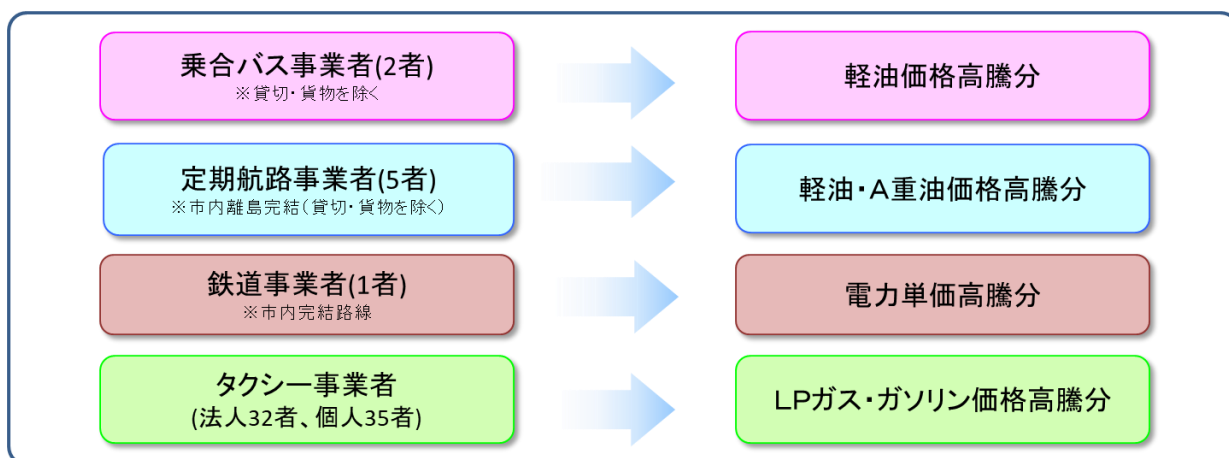 乗合バス事業者(2者)
※貸切・貨物を除く
軽油価格高騰分
定期航路事業者(5者)
※市内離島完結(貸切・貨物を除く)
軽油・A重油価格高騰分
鉄道事業者(1者)
※市内完結路線
電力単価高騰分
タクシー事業者
(法人32者、個人35者)
LPガス・ガソリン価格高騰分